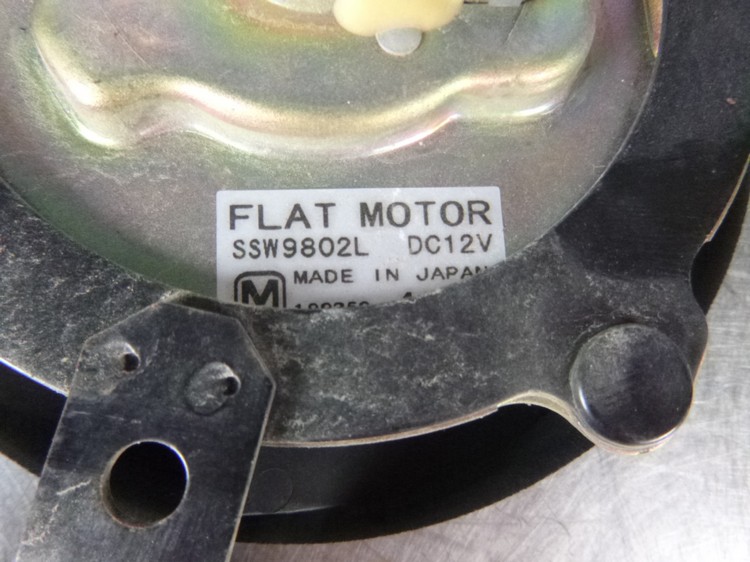 FLAT MOTOR
SSW9802L DC12V
MADE IN JAPAN
M